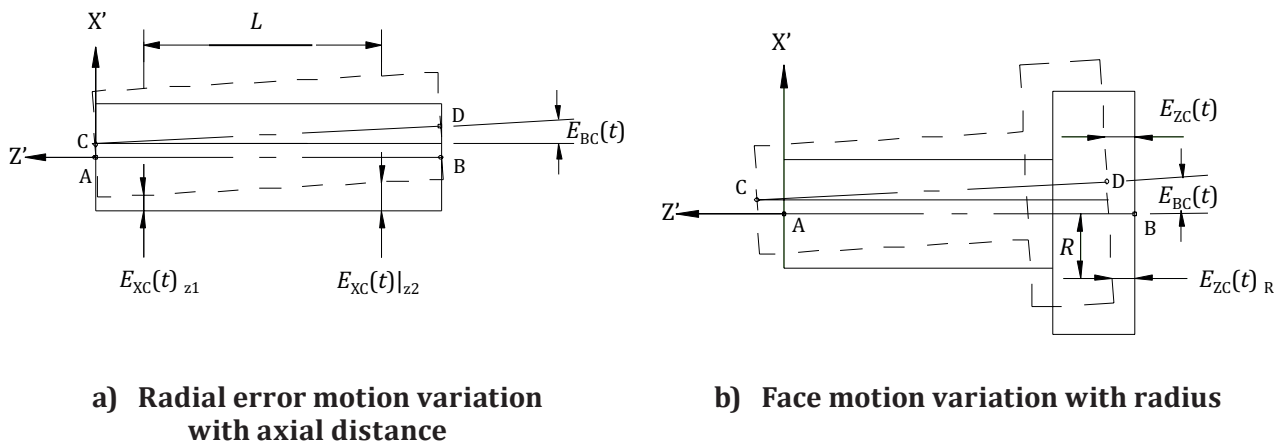 X’
L
C
D
E_BC(t)
Z’
A
B
E_XC(t) z1
E_XC(t)|z2
a) Radial error motion variation
with axial distance
X’
E_ZC(t)
C
D
E_BC(t)
Z’
A
B
R
E_ZC(t) R
b) Face motion variation with radius